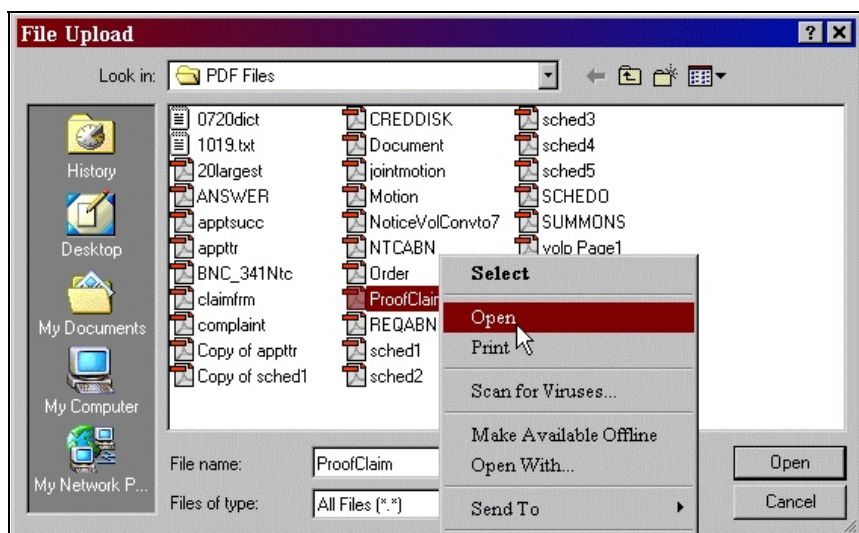 File Upload
Look in: PDF Files
History
Desktop
My Documents
My Computer
My Network P...
0720dict
1019.txt
20largest
ANSWER
apptsucc
appttr
BNC_341Ntc
claimfrm
complaint
Copy of appttr
Copy of sched1
CREDDISK
Document
jointmotion
Motion
NoticeVolConvto7
NTCABN
Order
ProofClaim
REQABN
sched1
sched2
sched3
sched4
sched5
SCHEDO
SUMMONS
volp Page1
Select
Open
Print
Scan for Viruses...
Make Available Offline
Open With...
Send To
File name: ProofClaim
Open
Files of type: All Files (*.*)
Cancel